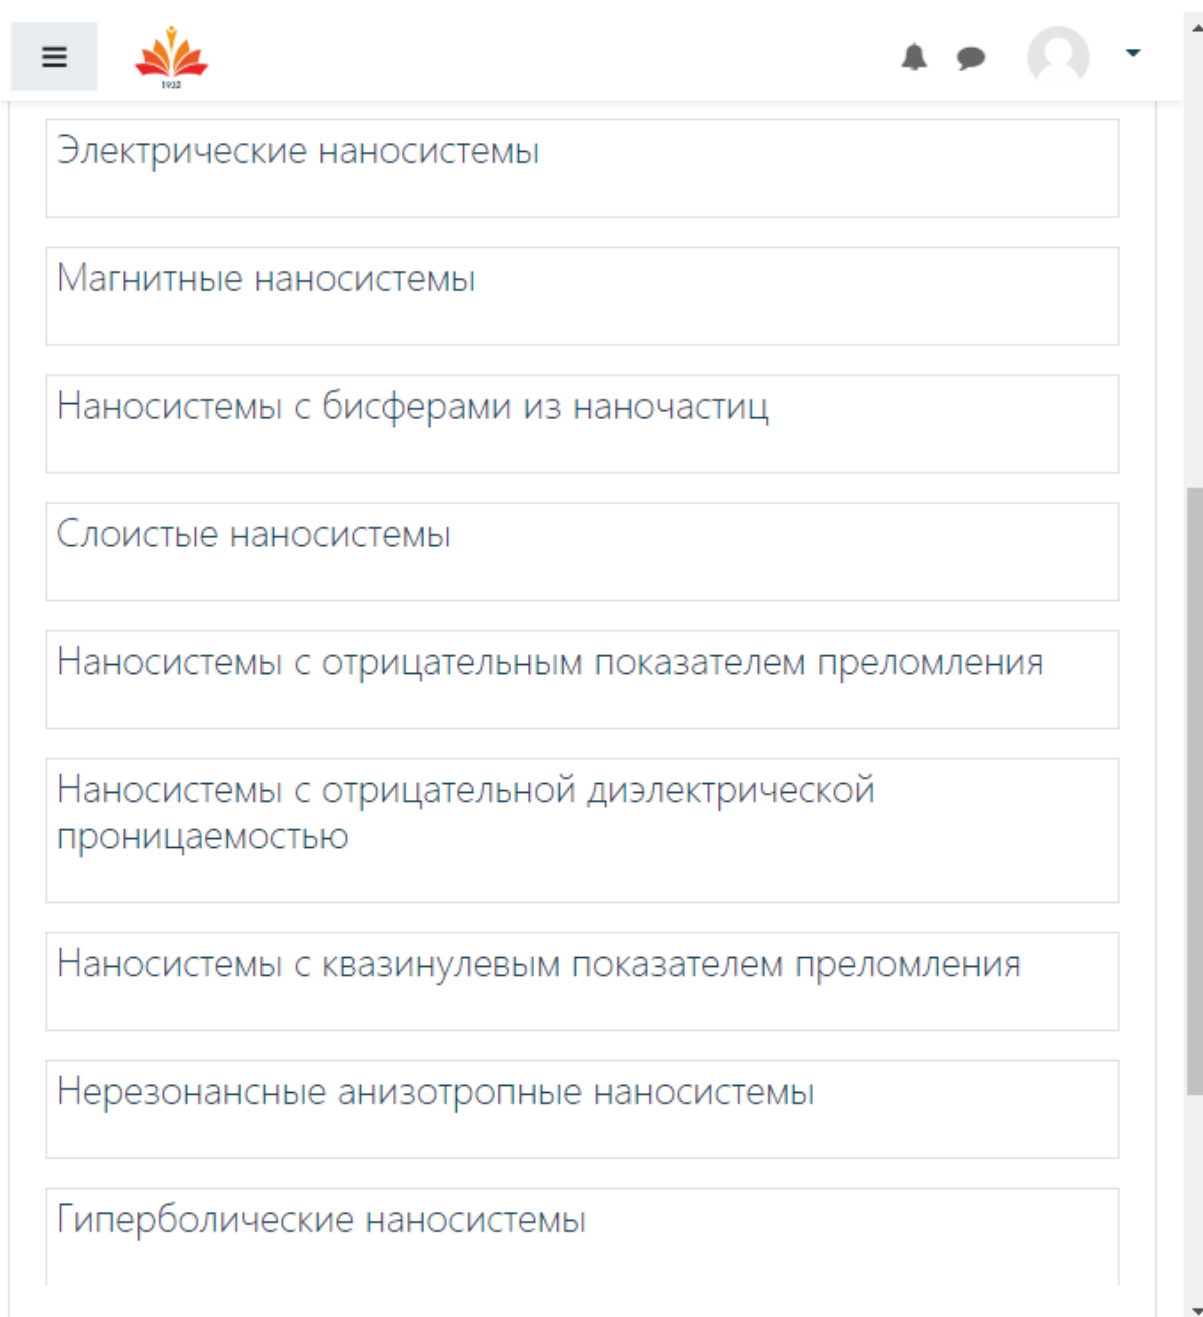 1932
Электрические наносистемы
Магнитные наносистемы
Наносистемы с бисферами из наночастиц
Слоистые наносистемы
Наносистемы с отрицательным показателем преломления
Наносистемы с отрицательной диэлектрической
проницаемостью
Наносистемы с квазинулевым показателем преломления
Нерезонансные анизотропные наносистемы
Гиперболические наносистемы